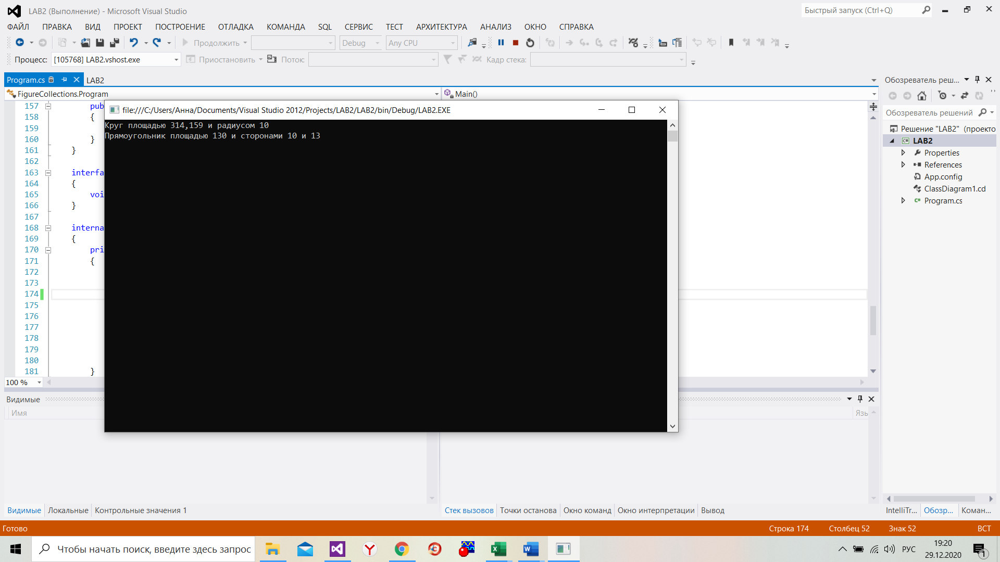 LAB2 (Выполнение) - Microsoft Visual Studio
Быстрый запуск (Ctrl+Q)
ФАЙЛ ПРАВКА ВИД ПРОЕКТ ПОСТРОЕНИЕ ОТЛАДКА КОМАНДА SQL СЕРВИС ТЕСТ АРХИТЕКТУРА АНАЛИЗ ОКНО СПРАВКА
Продолжить Debug Any CPU
Процесс: [105768] LAB2.vshost.exe Приостановить Поток: Кадр стека:
Program.cs LAB2
FigureCollections.Program Main()
file:///C:/Users/Анна/Documents/Visual Studio 2012/Projects/LAB2/LAB2/bin/Debug/LAB2.EXE
Круг площадью 314,159 и радиусом 10
Прямоугольник площадью 130 и сторонами 10 и 13
157 pub
158 {
159
160 }
161 }
162
163 interfa
164 {
165 voi
166 }
167
168 interna
169 {
170 pri
171 {
172
173
174
175
176
177
178
179
180
181 }
100 %
Обозреватель реш...
Обозреватель решений
Решение "LAB2" (проекто
LAB2
Properties
References
App.config
ClassDiagram1.cd
Program.cs
Видимые
Имя
Язы
Видимые Локальные Контрольные значения 1
Стек вызовов Точки останова Окно команд Окно интерпретации Вывод
IntelliTr... Обозр... Коман...
Готово Строка 174 Столбец 52 Знак 52 ВСТ
Чтобы начать поиск, введите здесь запрос
РУС
19:20
29.12.2020
1